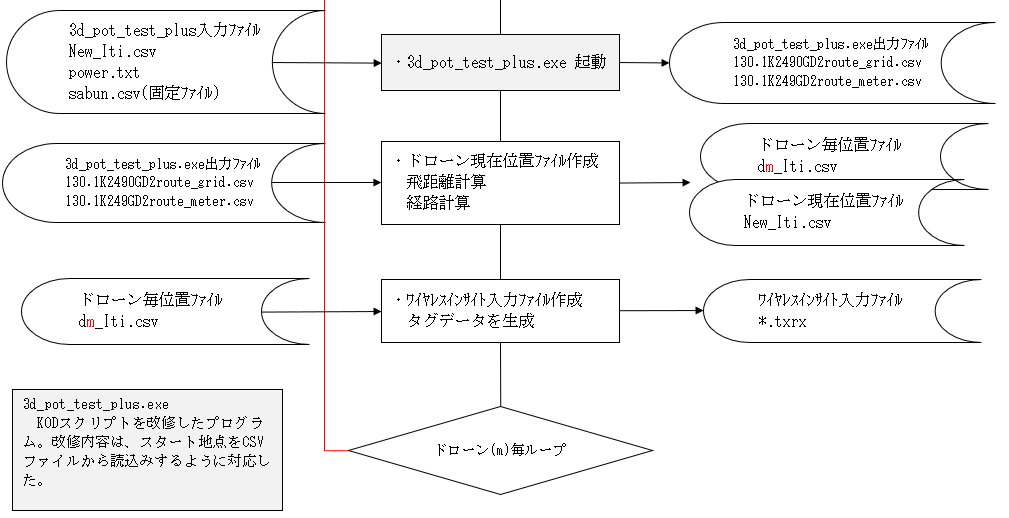 3d_pot_test_plus入力ﾌｧｲﾙ
New_Iti.csv
power.txt
sabun.csv(固定ﾌｧｲﾙ)
・3d_pot_test_plus.exe 起動
3d_pot_test_plus.exe出力ﾌｧｲﾙ
130.1K2490GD2route_grid.csv
130.1K249GD2route_meter.csv
3d_pot_test_plus.exe出力ﾌｧｲﾙ
130.1K2490GD2route_grid.csv
130.1K249GD2route_meter.csv
・ドローン現在位置ﾌｧｲﾙ作成
飛距離計算
経路計算
ドローン毎位置ﾌｧｲﾙ
dm_Iti.csv
ドローン現在位置ﾌｧｲﾙ
New_Iti.csv
ドローン毎位置ﾌｧｲﾙ
dm_Iti.csv
・ﾜｲﾔﾚｽインサイト入力ﾌｧｲﾙ作成
タグデータを生成
ﾜｲﾔﾚｽインサイト入力ﾌｧｲﾙ
*.txrx
3d_pot_test_plus.exe
KODスクリプトを改修したプログラ
ム。改修内容は、スタート地点をCSV
ファイルから読込みするように対応し
た。
ドローン(m)毎ループ